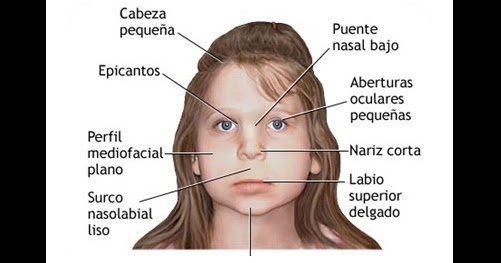 Cabeza
pequeña
Epicantos
Perfil
mediofacial
plano
Surco
nasolabial
liso
Puente
nasal bajo
Aberturas
oculares
pequeñas
Nariz corta
Labio
superior
delgado